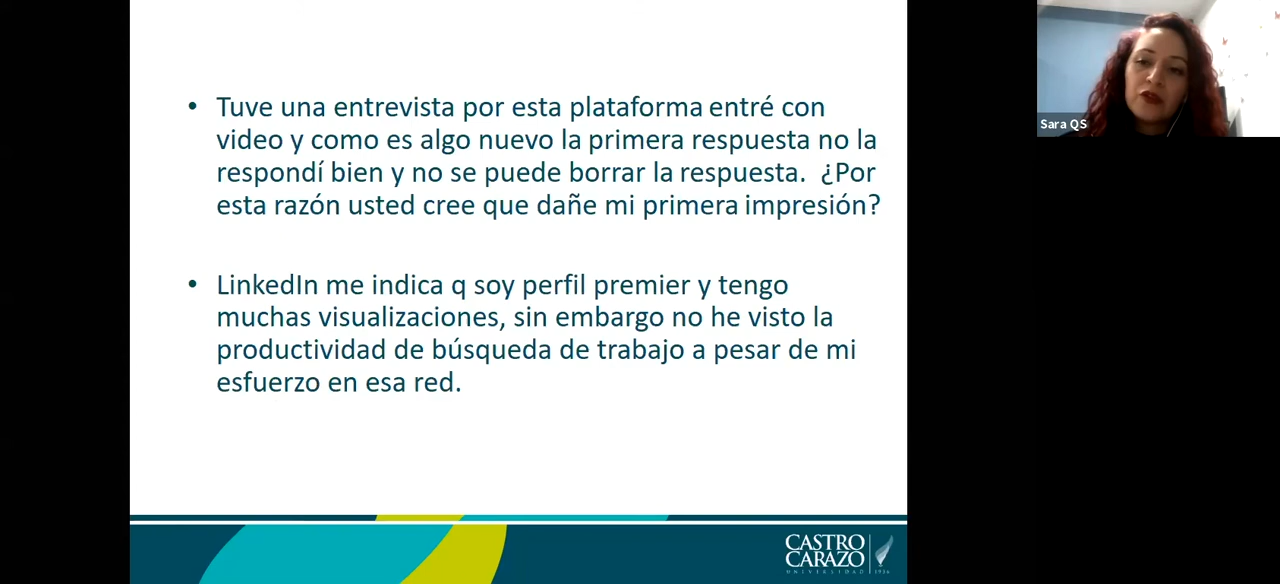 • Tuve una entrevista por esta plataforma entré con
video y como es algo nuevo la primera respuesta no la
respondí bien y no se puede borrar la respuesta. ¿Por
esta razón usted cree que dañe mi primera impresión?
• LinkedIn me indica q soy perfil premier y tengo
muchas visualizaciones, sin embargo no he visto la
productividad de búsqueda de trabajo a pesar de mi
esfuerzo en esa red.
Sara QS
CASTRO
CARAZO
UNIVERSIDAD
1936